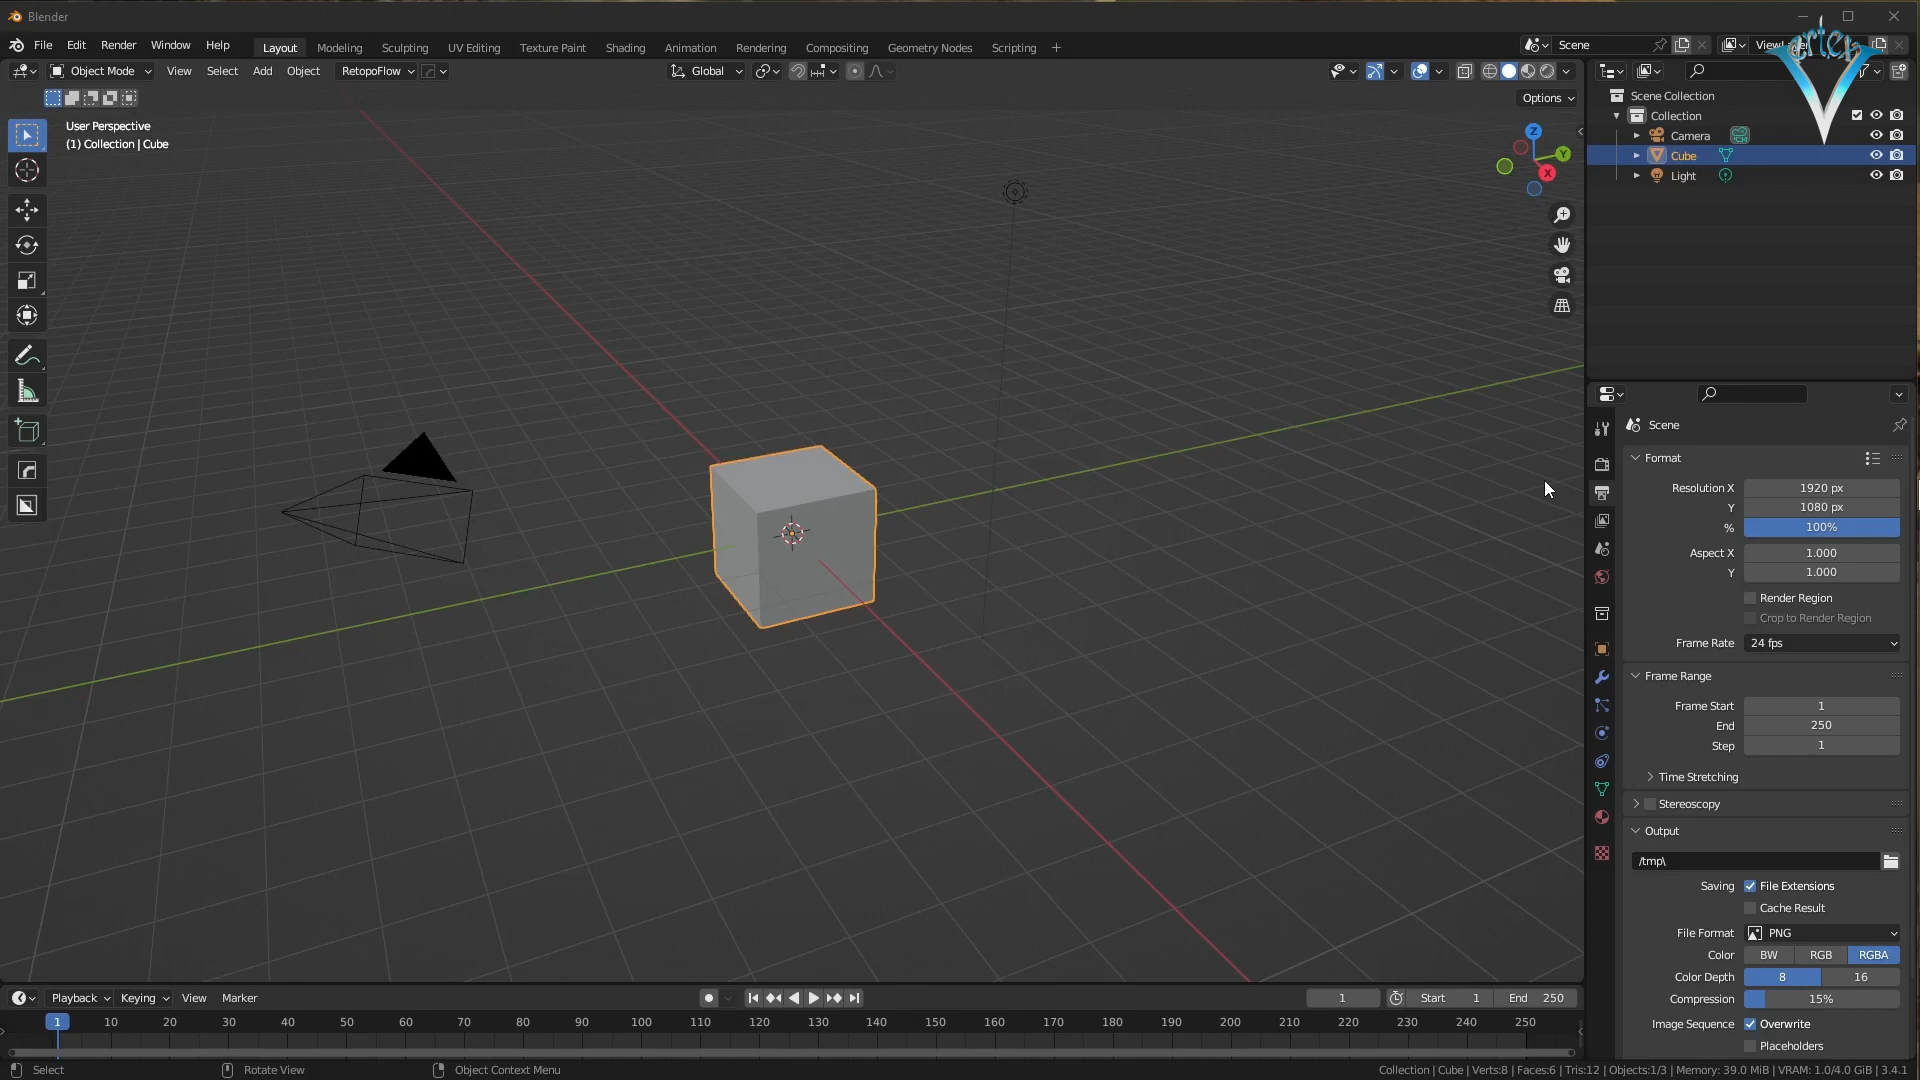 Blender
File Edit Render Window Help Layout Modeling Sculpting UV Editing Texture Paint Shading Animation Rendering Compositing Geometry Nodes Scripting + Scene
Object Mode View Select Add Object RetopoFlow Global
Options
User Perspective
(1) Collection | Cube
Z
Y
X
ertex
Scene Collection
Collection
Camera
Cube
Light
Scene
Format
Resolution X 1920 px
Y 1080 px
% 100%
Aspect X 1.000
Y 1.000
Render Region
Crop to Render Region
Frame Rate 24 fps
Frame Range
Frame Start 1
End 250
Step 1
Time Stretching
Stereoscopy
Output
/tmp\
Saving File Extensions
Cache Result
File Format PNG
Color BW RGB RGBA
Color Depth 8 16
Compression 15%
Image Sequence Overwrite
Placeholders
Playback Keying View Marker 1 Start 1 End 250
1 10 20 30 40 50 60 70 80 90 100 110 120 130 140 150 160 170 180 190 200 210 220 230 240 250
Select Rotate View Object Context Menu Collection | Cube | Verts:8 | Faces:6 | Tris:12 | Objects:1/3 | Memory: 39.0 MiB | VRAM: 1.0/4.0 GiB | 3.4.1